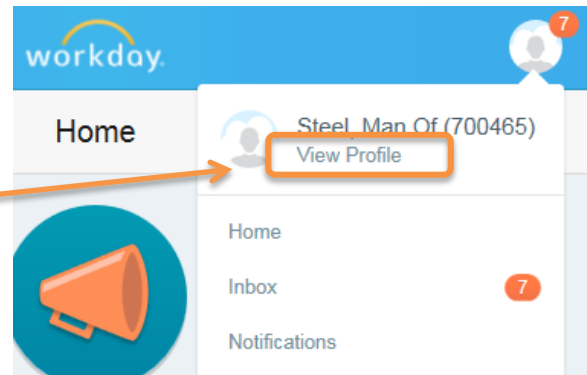 workday.
7
Home
Steel, Man Of (700465)
View Profile
Home
Inbox
7
Notifications